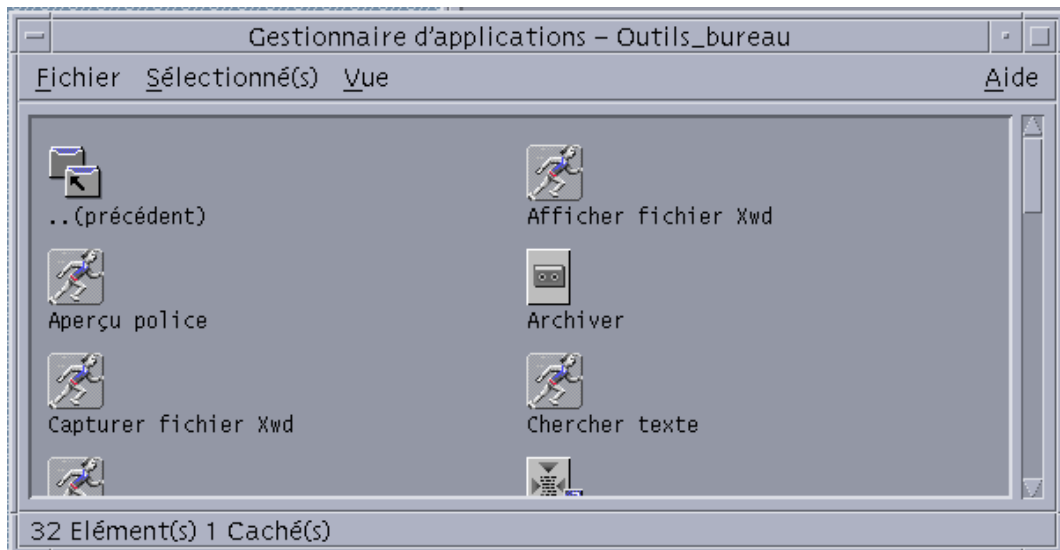 Gestionnaire d'applications – Outils_bureau
Fichier Sélectionné(s) Vue Aide
..(précédent) Afficher fichier Xwd
Aperçu police Archiver
Capturer fichier Xwd Chercher texte
32 Elément(s) 1 Caché(s)